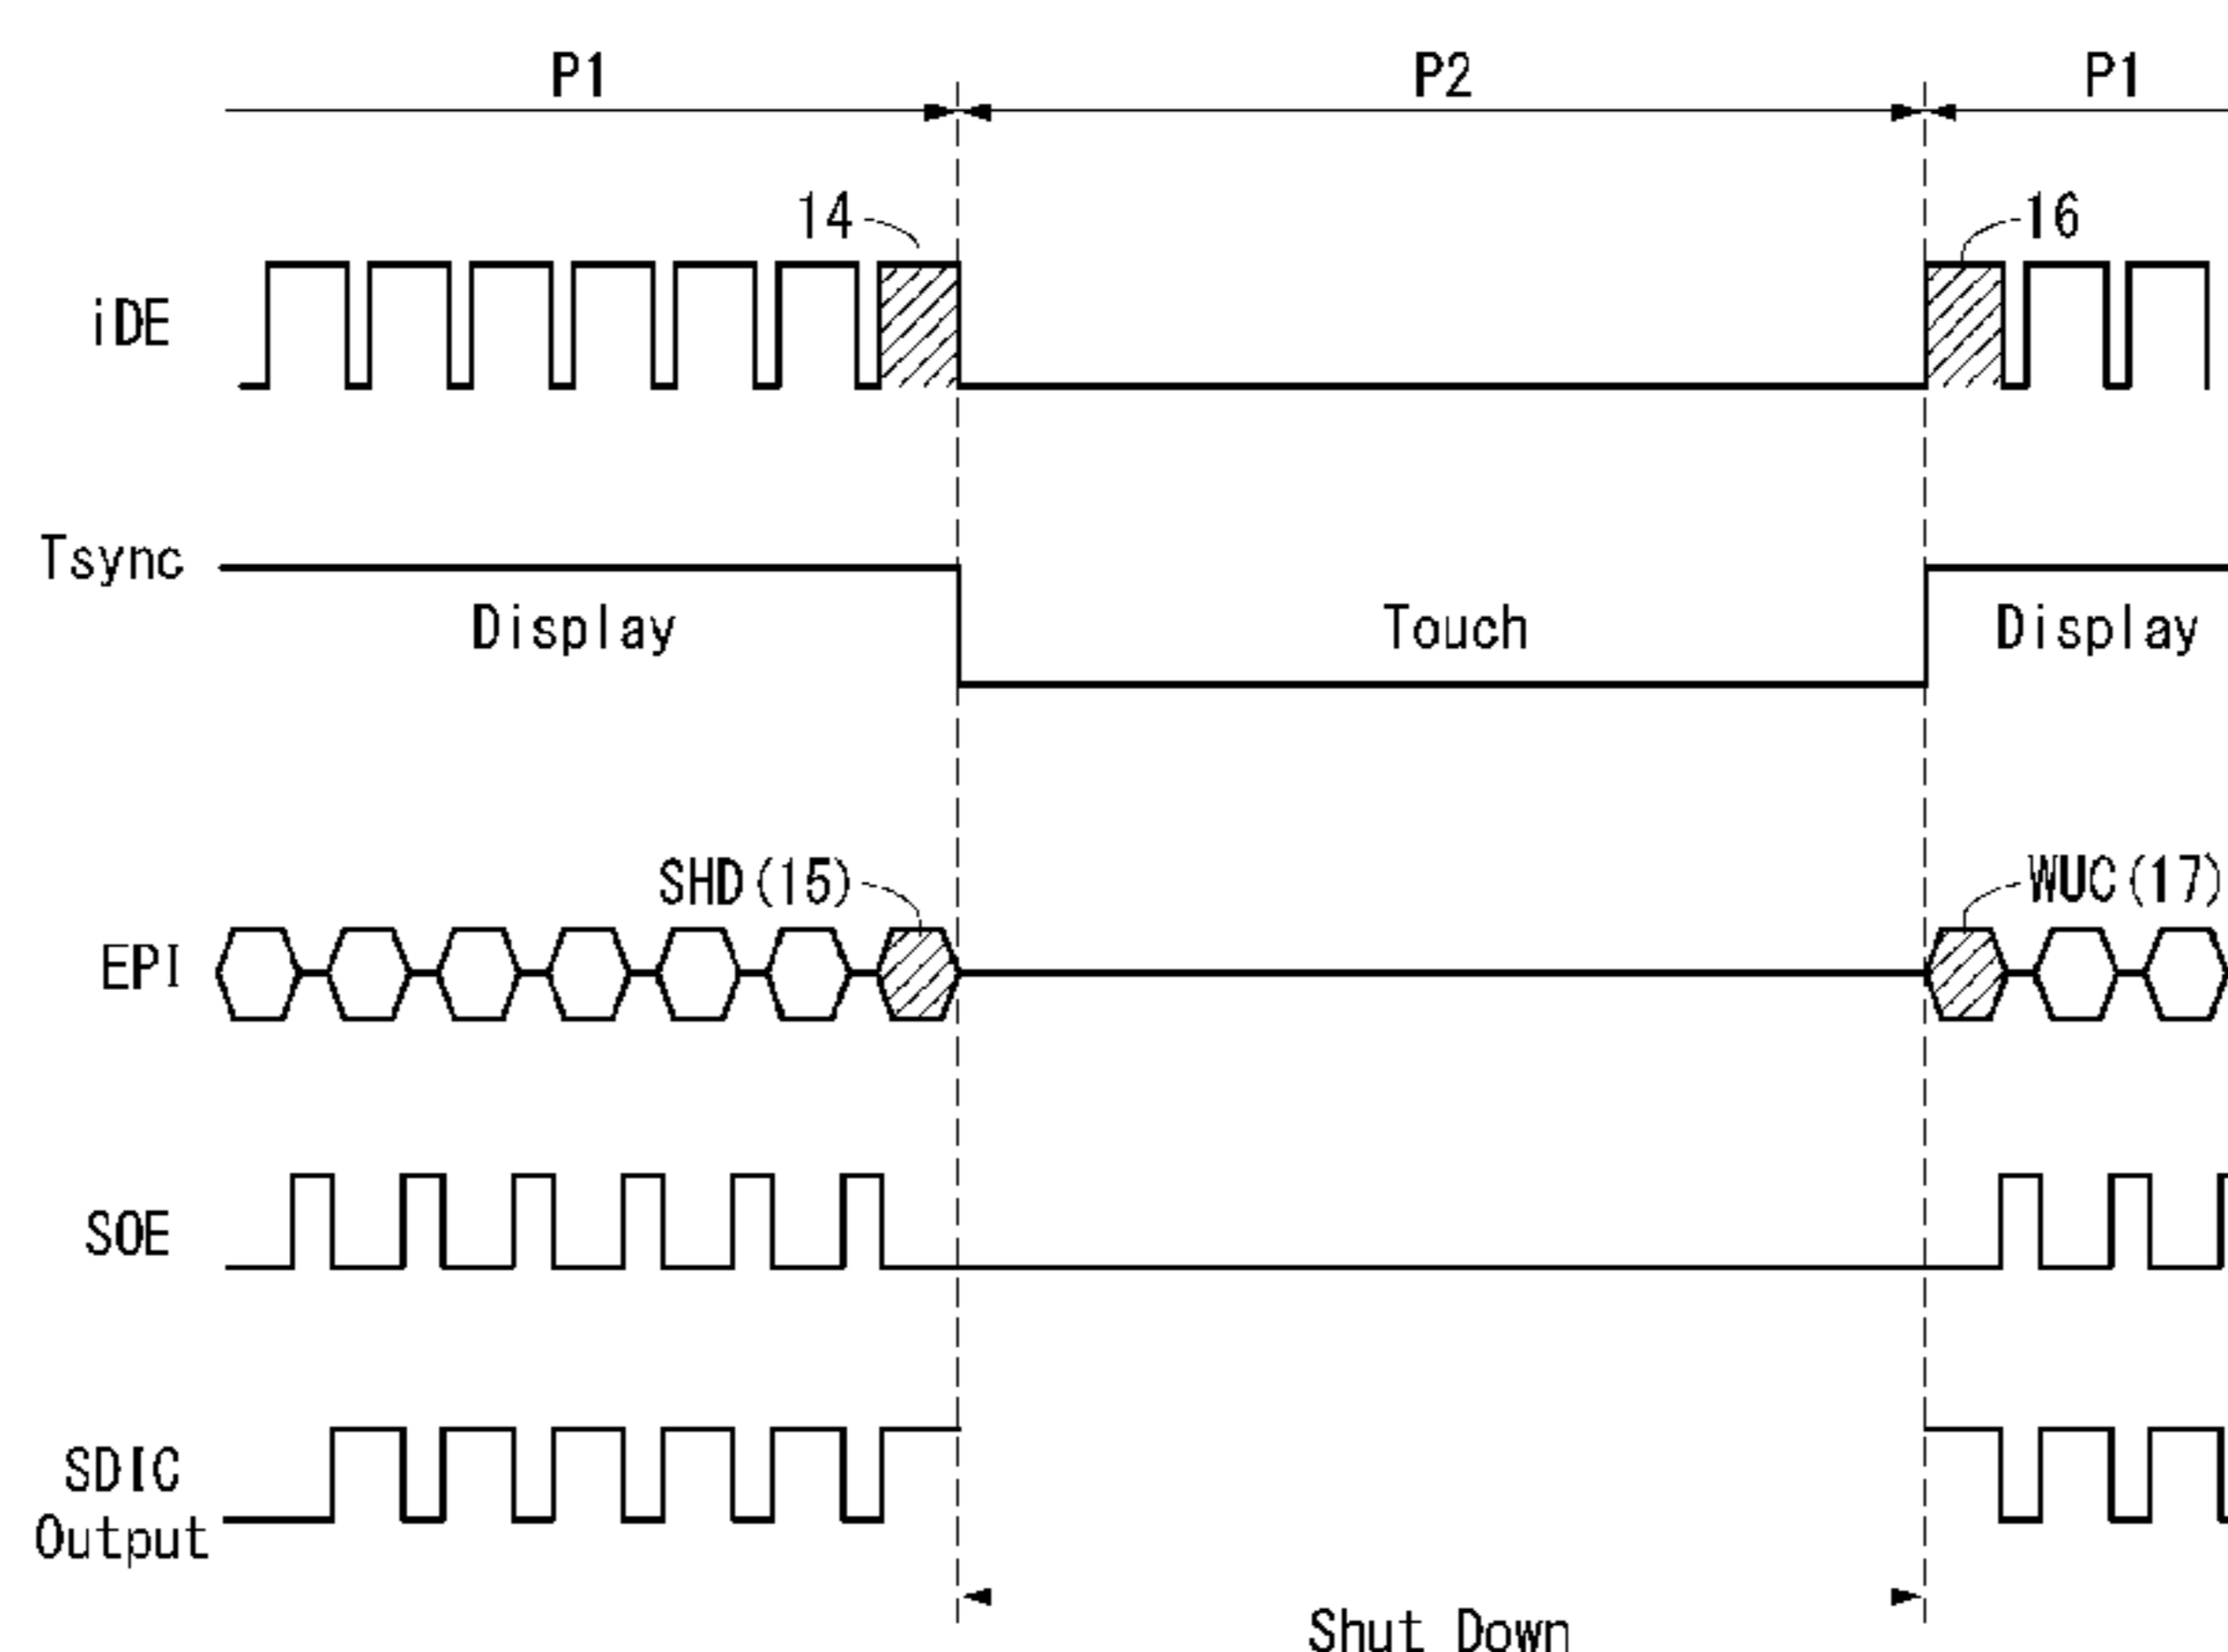 P1 P2 P1
14 16
iDE
Tsync
Display Touch Display
SHD(15) WUC(17)
EPI
SOE
SDIC
Output
Shut Down